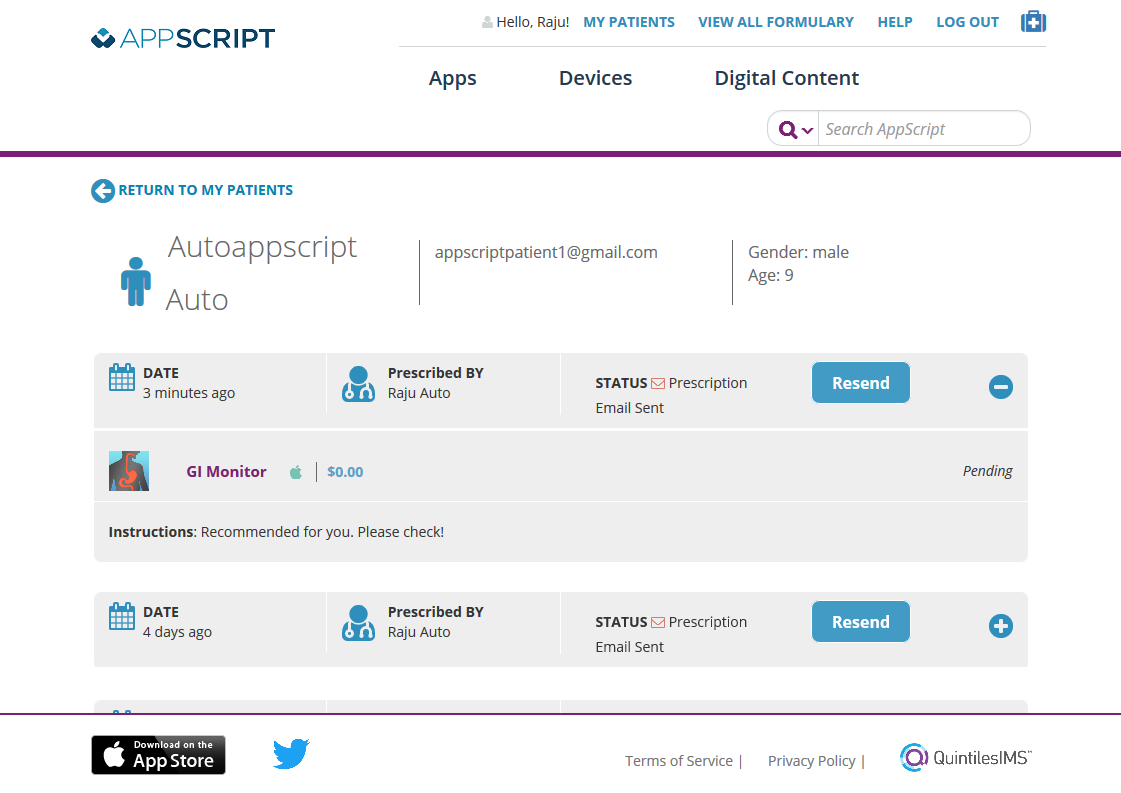 APPSCRIPT
Hello, Raju! MY PATIENTS VIEW ALL FORMULARY HELP LOG OUT
Apps Devices Digital Content
Search AppScript
RETURN TO MY PATIENTS
Autoappscript
Auto
appscriptpatient1@gmail.com
Gender: male
Age: 9
DATE
3 minutes ago
Prescribed BY
Raju Auto
STATUS Prescription
Email Sent
Resend
GI Monitor | $0.00
Pending
Instructions: Recommended for you. Please check!
DATE
4 days ago
Prescribed BY
Raju Auto
STATUS Prescription
Email Sent
Resend
Download on the
App Store
Terms of Service |
Privacy Policy |
QuintilesIMS™